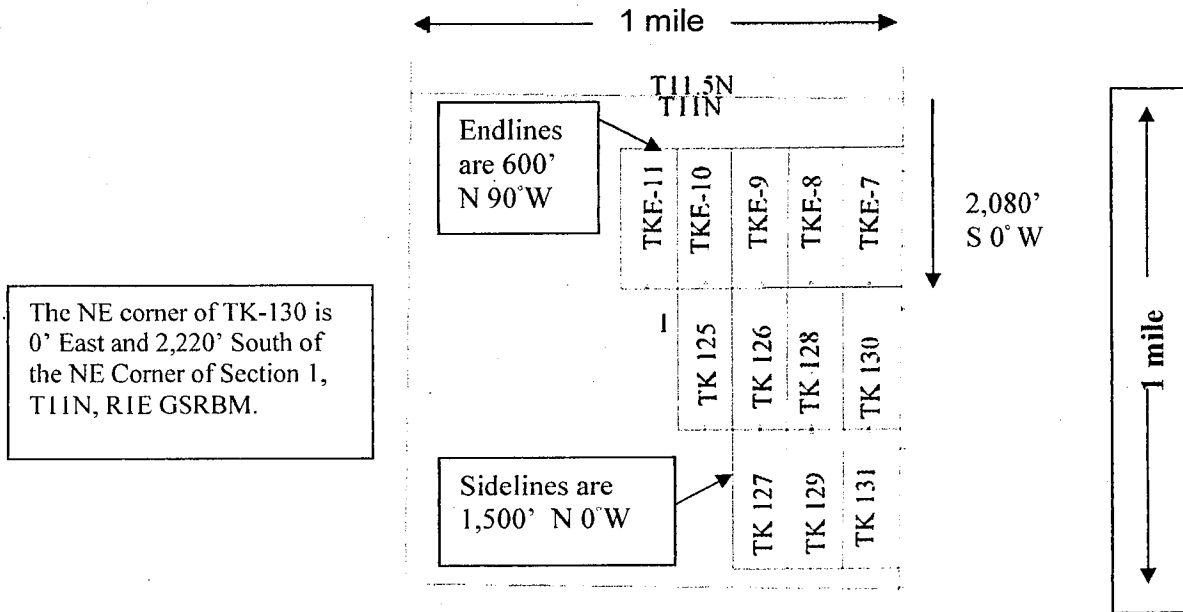 1 mile
T11.5N
T11N
Endlines
are 600'
N 90°W
TKE-11
TKE-10
TKE-9
TKE-8
TKE-7
2,080'
S 0° W
The NE corner of TK-130 is
0' East and 2,220' South of
the NE Corner of Section 1,
T11N, R1E GSRBM.
1
TK 125
TK 126
TK 128
TK 130
1 mile
Sidelines are
1,500' N 0°W
TK 127
TK 129
TK 131